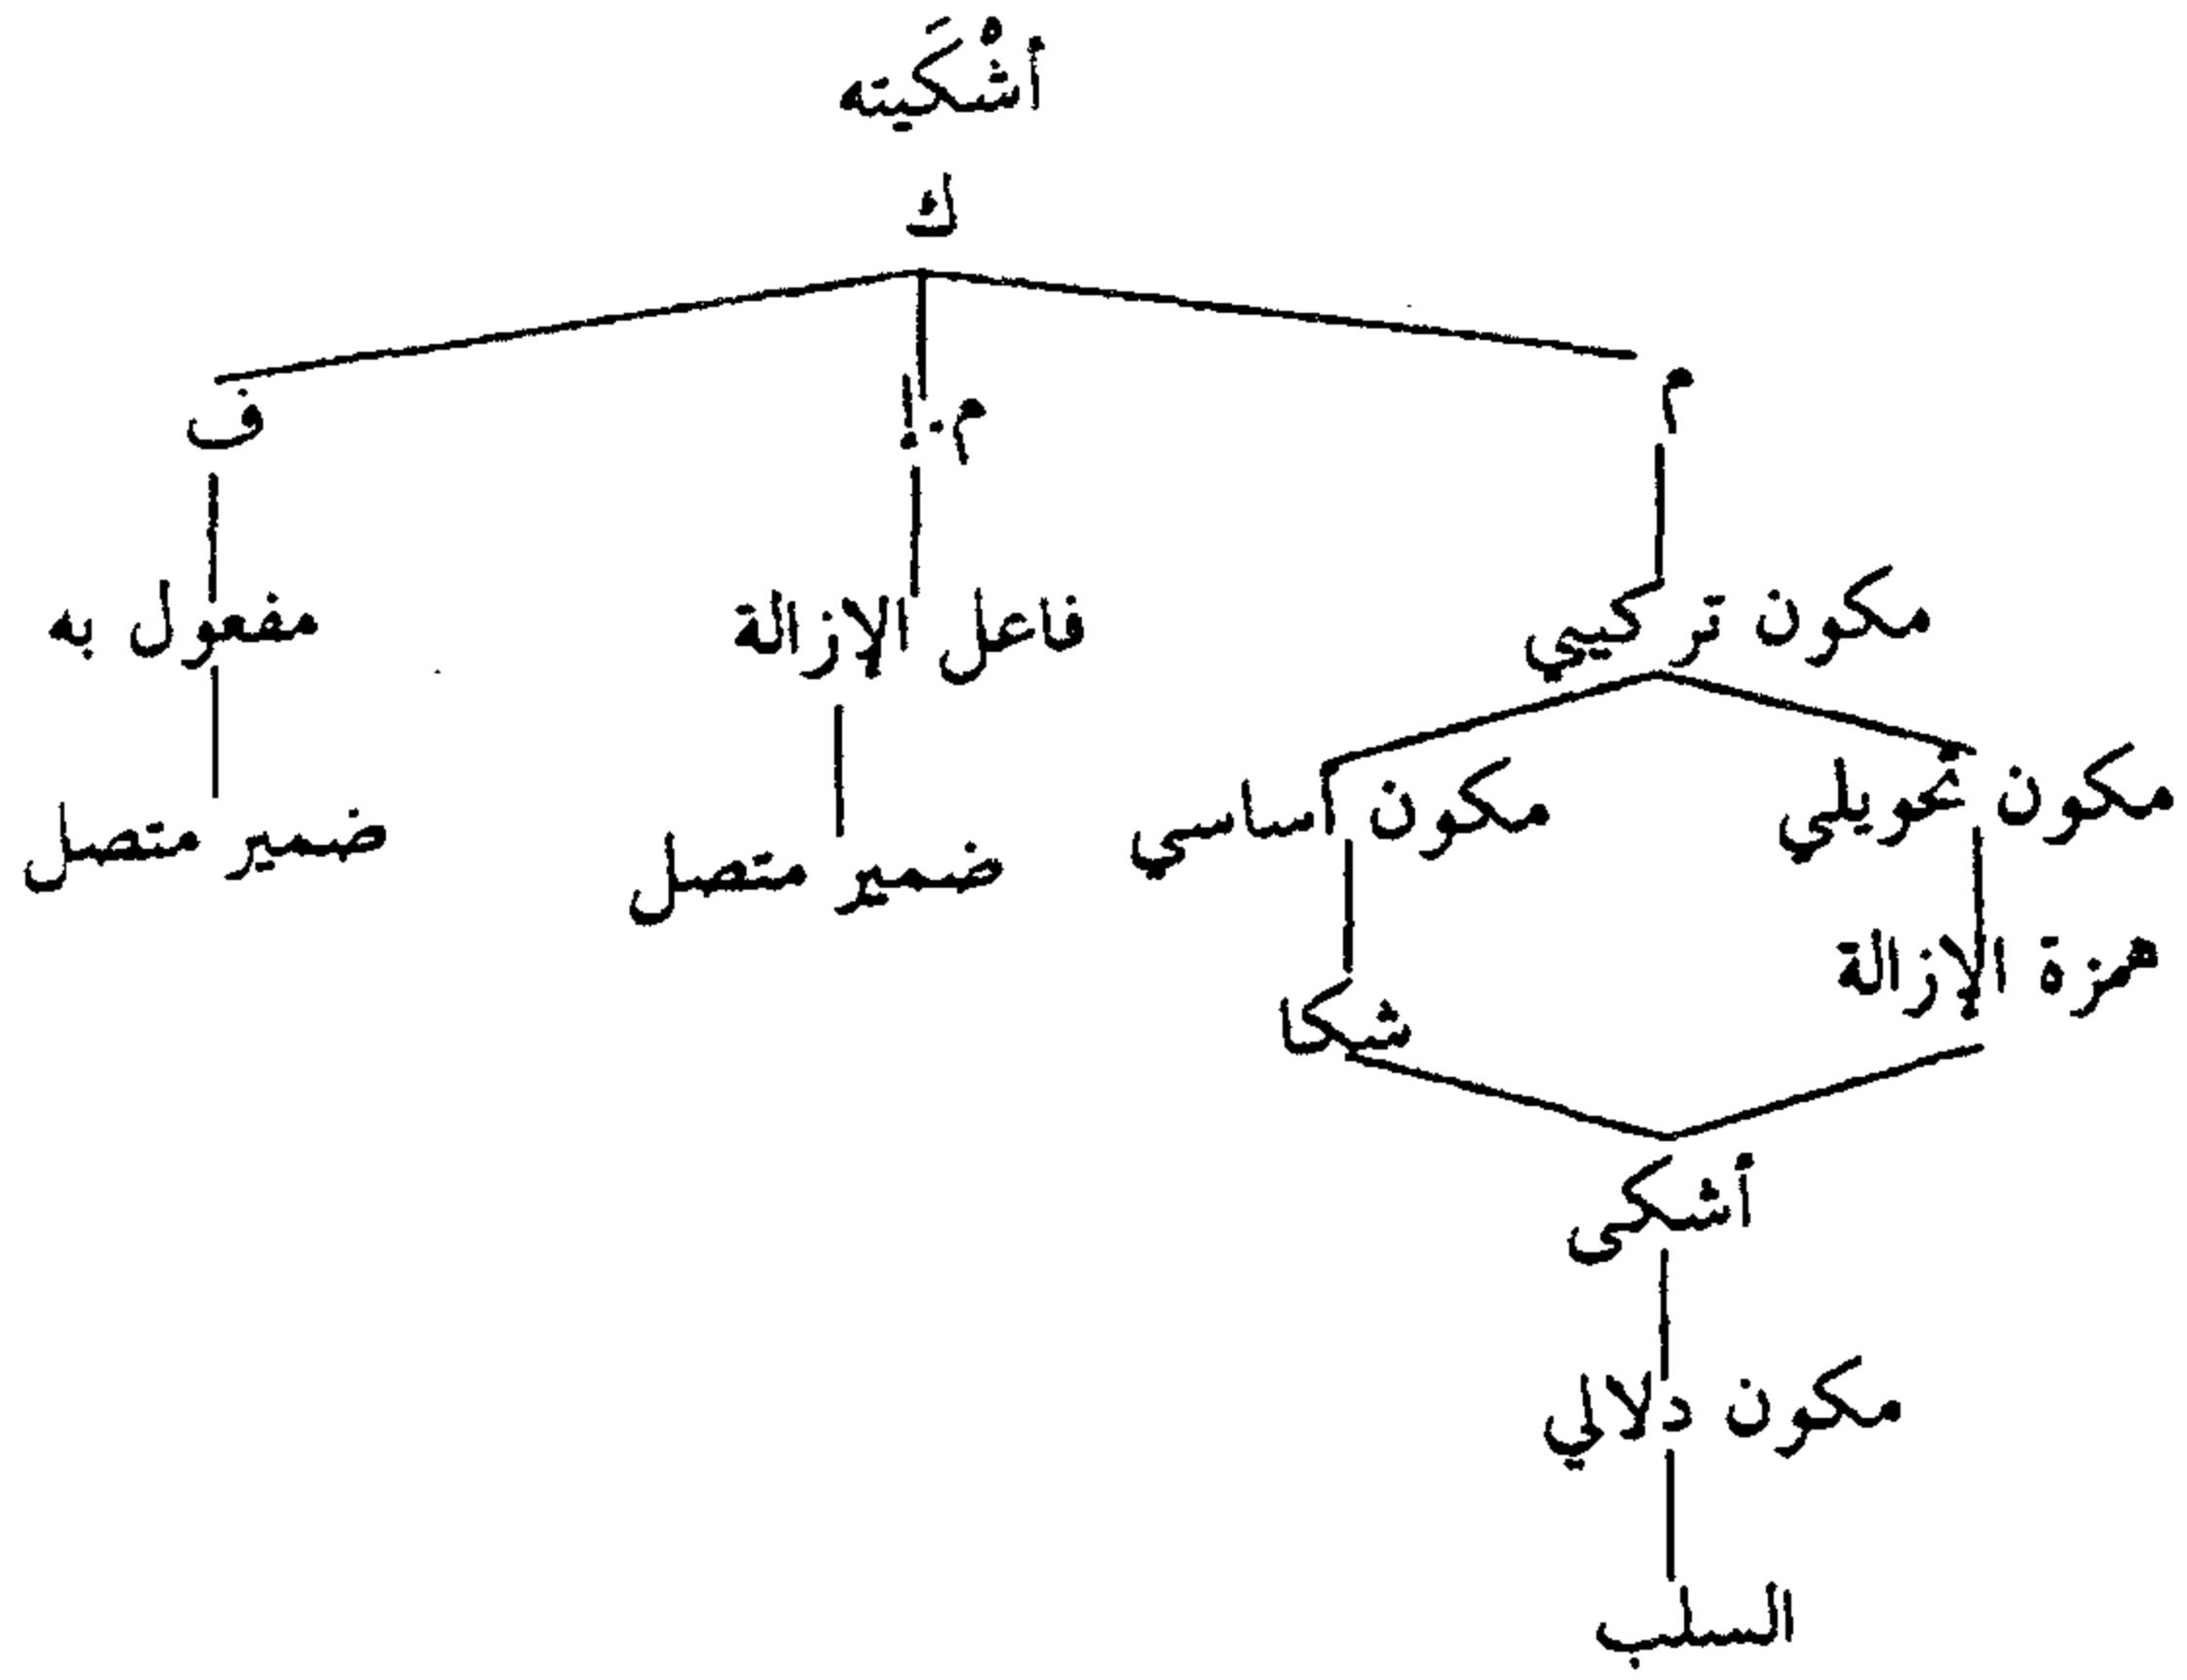 أشْكَيته
ك
م م.إ ف
مكون تركيبي فاعل الإزالة مفعول به
مكون تحويلي مكون أساسي ضمير متصل ضمير متصل
همزة الإزالة شكا
أشكى
مكون دلالي
السلب